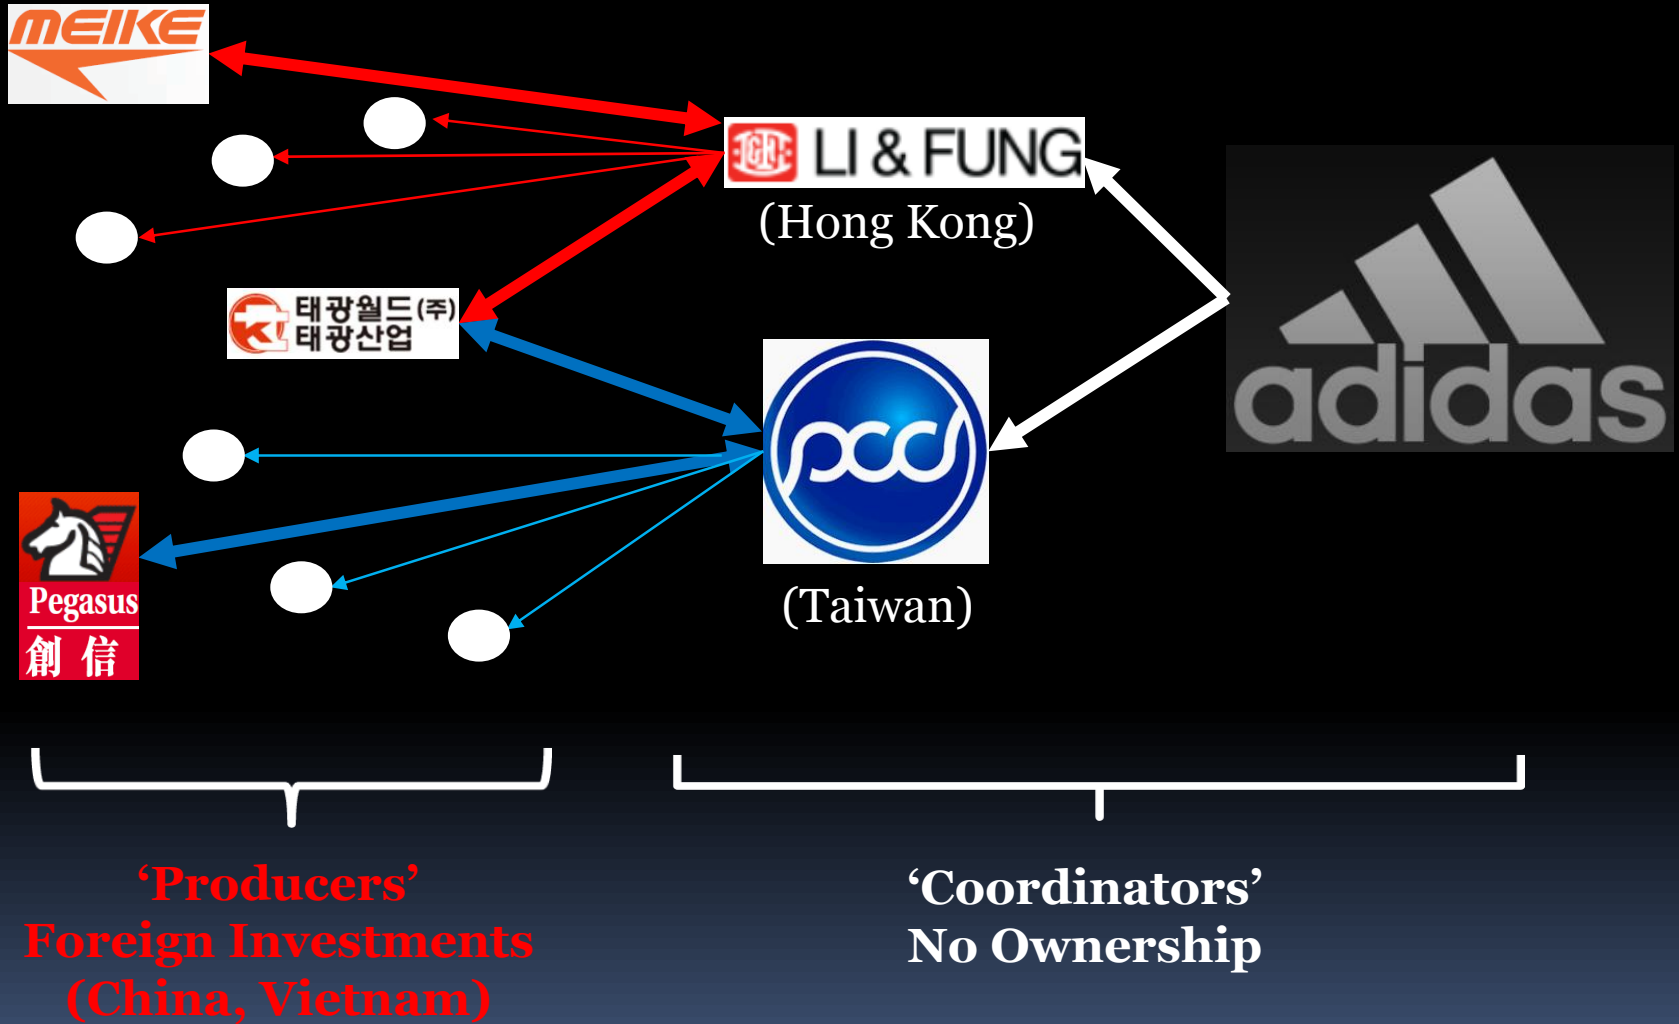 MEIKE
LI & FUNG
(Hong Kong)
태광월드(주)
태광산업
adidas
pcc
(Taiwan)
Pegasus
創信
‘Producers’
Foreign Investments
(China, Vietnam)
‘Coordinators’
No Ownership